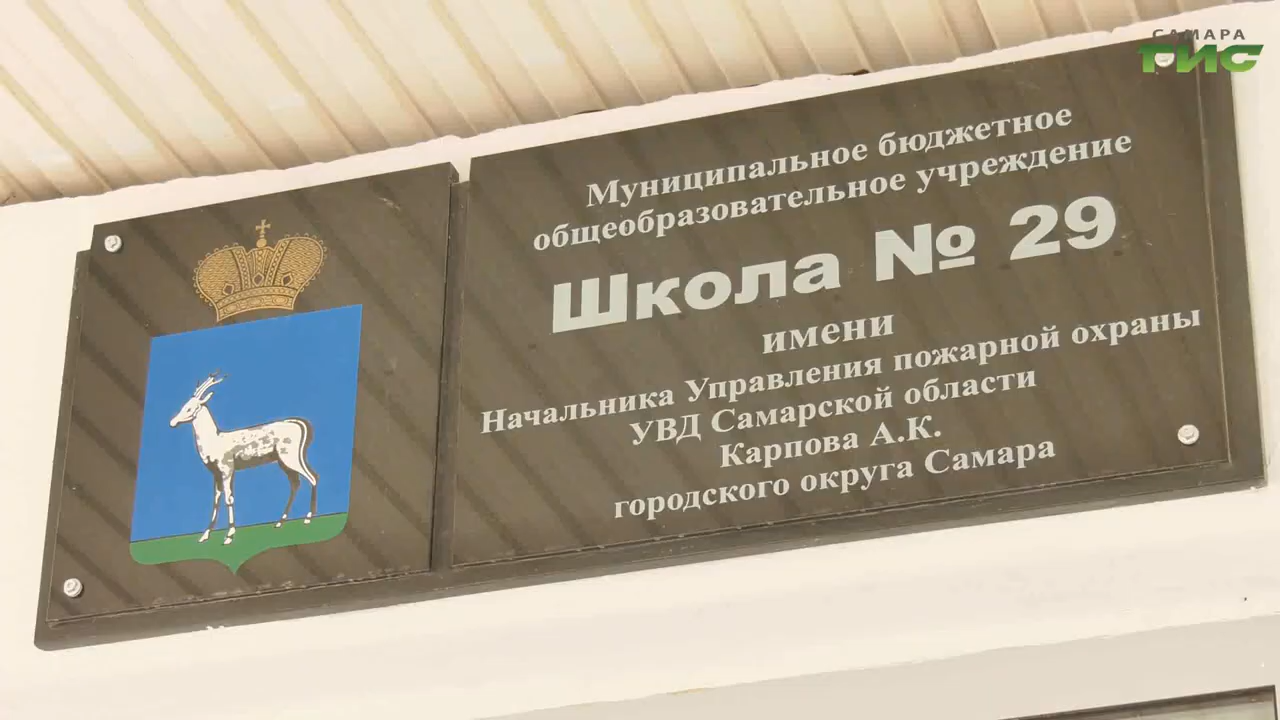 САМАРА
ГИС
Муниципальное бюджетное
общеобразовательное учреждение
Школа № 29
имени
Начальника Управления пожарной охраны
УВД Самарской области
Карпова А.К.
городского округа Самара